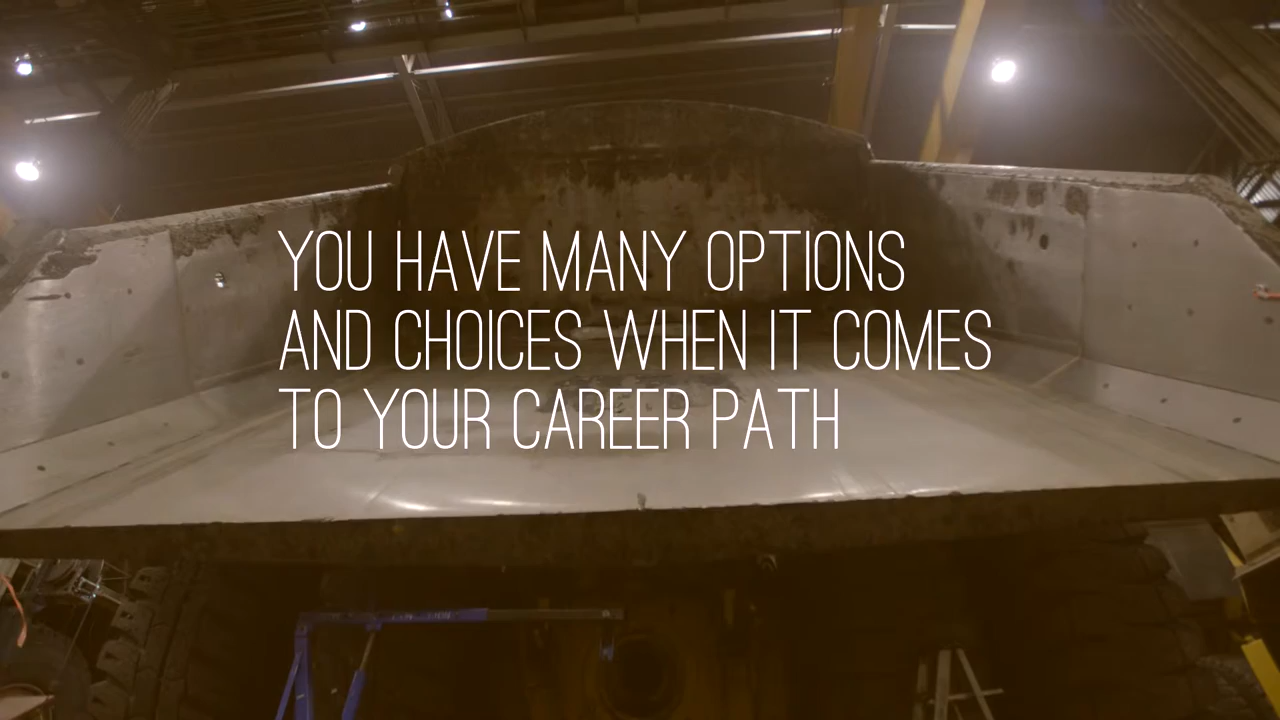 YOU HAVE MANY OPTIONS
AND CHOICES WHEN IT COMES
TO YOUR CAREER PATH